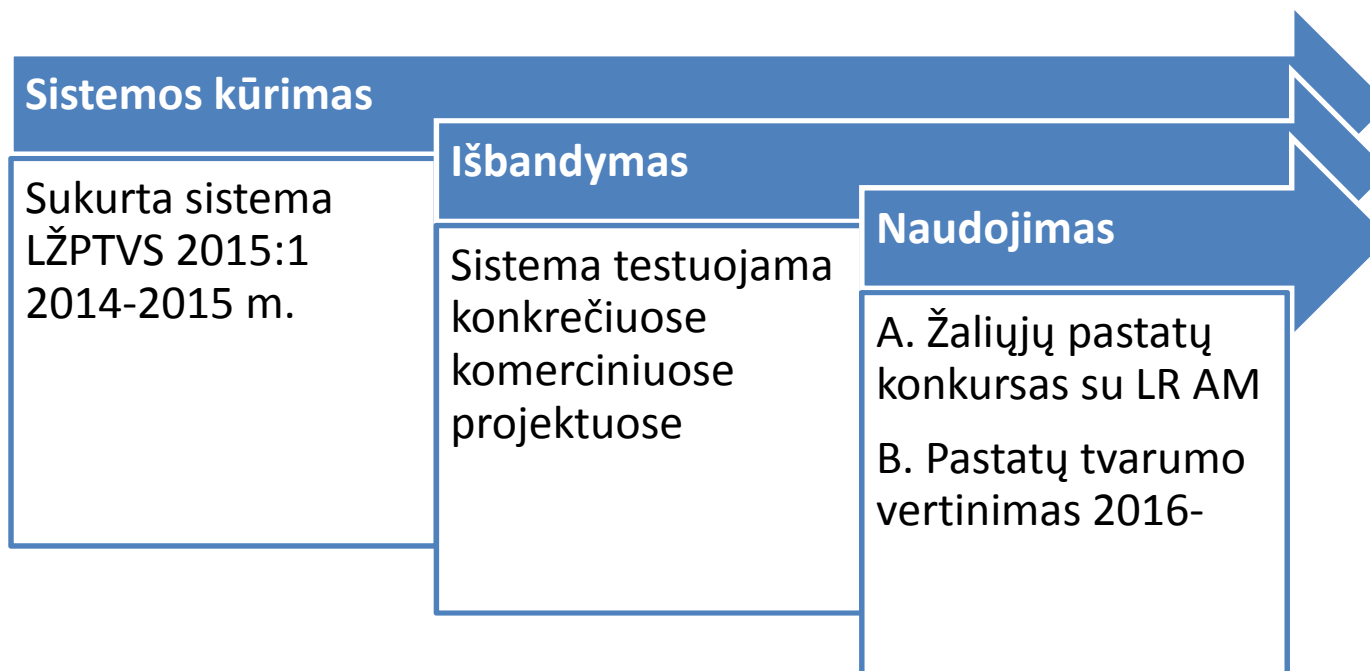 Sistemos kūrimas
Sukurta sistema
LŽPTVS 2015:1
2014-2015 m.
Išbandymas
Sistema testuojama
konkrečiuose
komerciniuose
projektuose
Naudojimas
A. Žaliųjų pastatų
konkursas su LR AM
B. Pastatų tvarumo
vertinimas 2016-